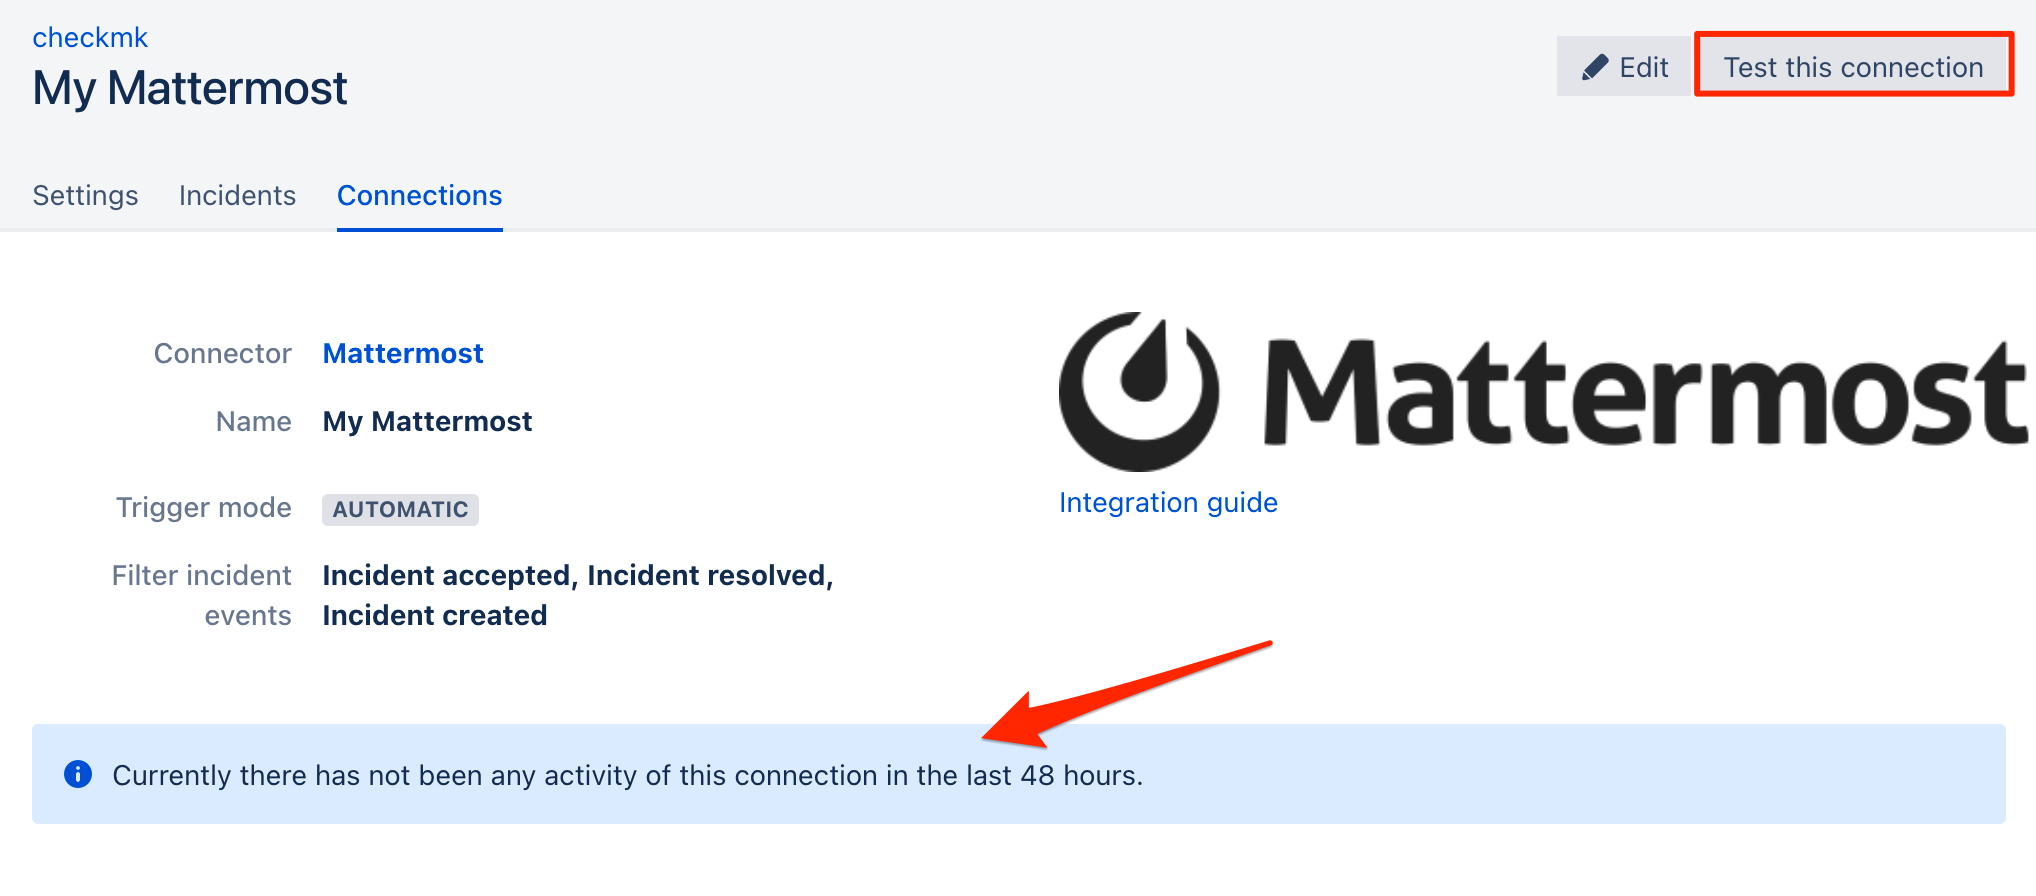 checkmk
My Mattermost
Edit
Test this connection
Settings
Incidents
Connections
Connector
Mattermost
Name
My Mattermost
Trigger mode
AUTOMATIC
Filter incident
events
Incident accepted, Incident resolved,
Incident created
Mattermost
Integration guide
Currently there has not been any activity of this connection in the last 48 hours.